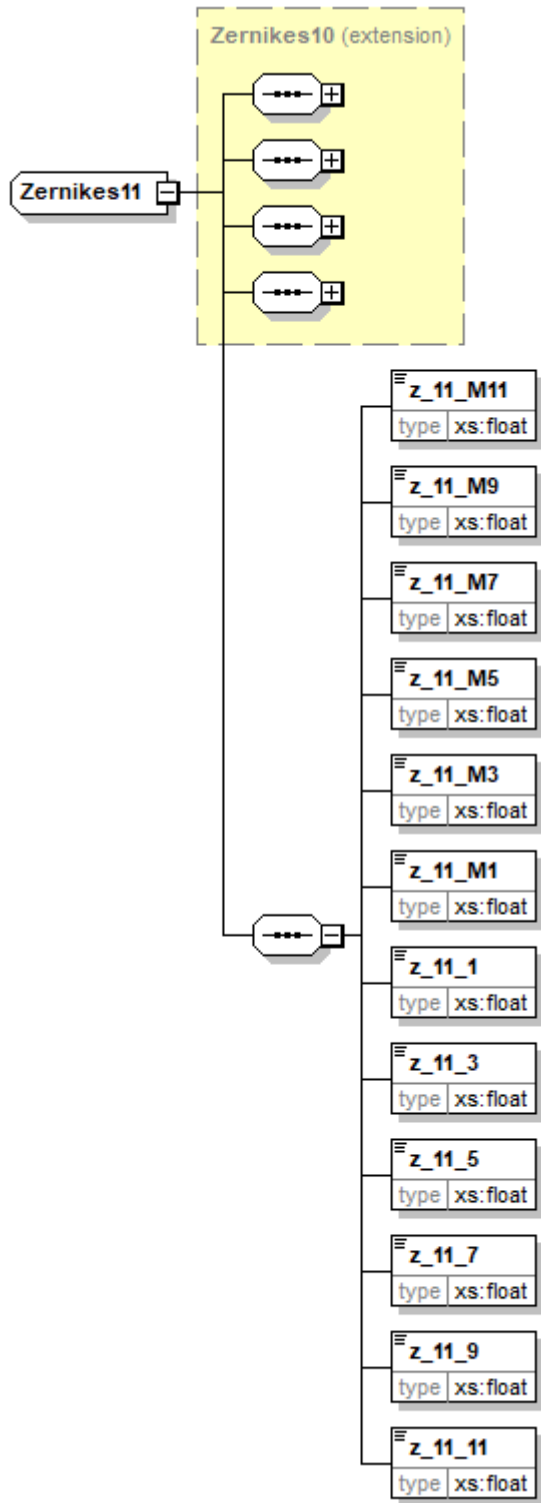 Zernikes10 (extension)
Zernikes11
z_11_M11
type xs:float
z_11_M9
type xs:float
z_11_M7
type xs:float
z_11_M5
type xs:float
z_11_M3
type xs:float
z_11_M1
type xs:float
z_11_1
type xs:float
z_11_3
type xs:float
z_11_5
type xs:float
z_11_7
type xs:float
z_11_9
type xs:float
z_11_11
type xs:float